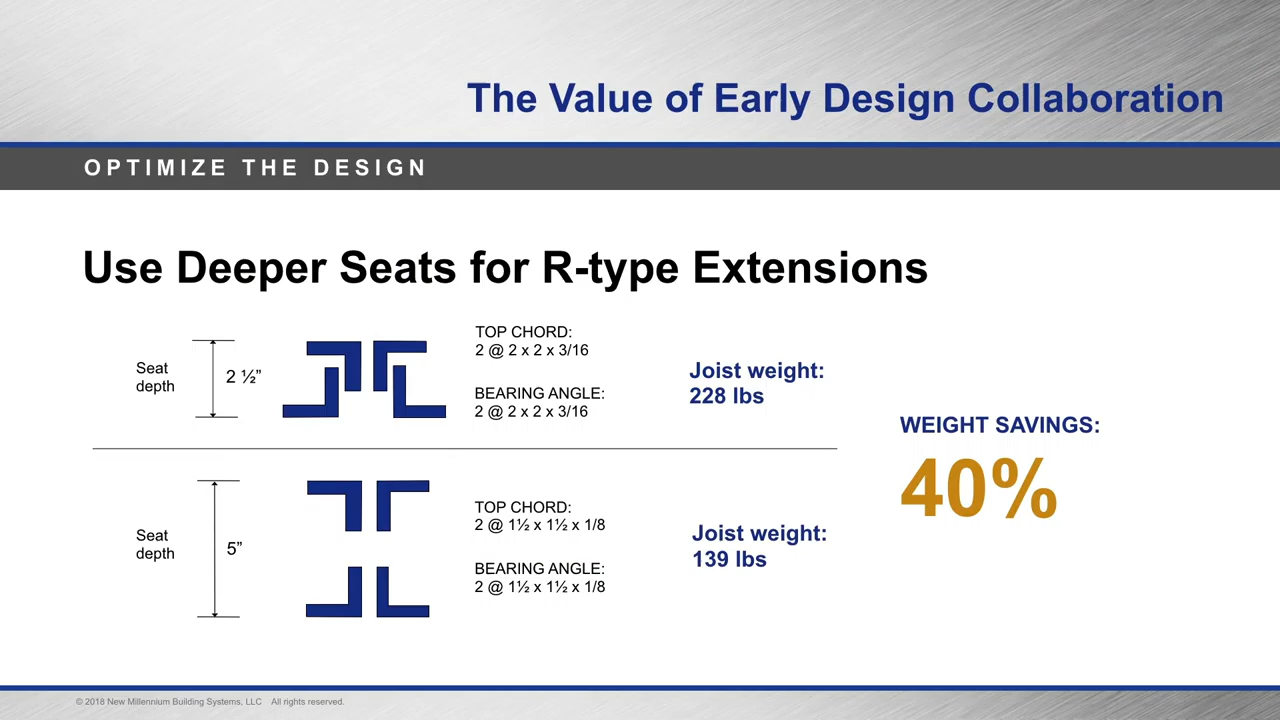 The Value of Early Design Collaboration
OPTIMIZE THE DESIGN
Use Deeper Seats for R-type Extensions
Seat
depth
2 ½”
TOP CHORD:
2 @ 2 x 2 x 3/16
BEARING ANGLE:
2 @ 2 x 2 x 3/16
Joist weight:
228 lbs
Seat
depth
5”
TOP CHORD:
2 @ 1½ x 1½ x 1/8
BEARING ANGLE:
2 @ 1½ x 1½ x 1/8
Joist weight:
139 lbs
WEIGHT SAVINGS:
40%
© 2018 New Millennium Building Systems, LLC All rights reserved.